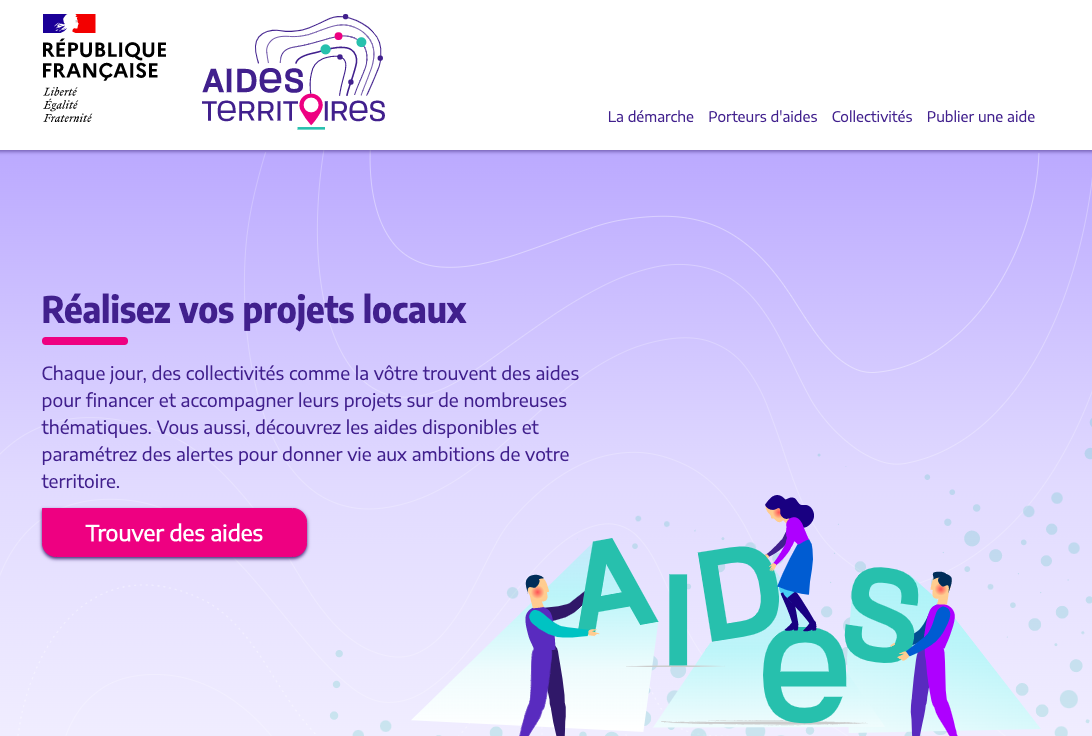 RÉPUBLIQUE
FRANÇAISE
Liberté
Égalité
Fraternité
AIDES
TERRITOIRES
La démarche Porteurs d'aides Collectivités Publier une aide
Réalisez vos projets locaux
Chaque jour, des collectivités comme la vôtre trouvent des aides
pour financer et accompagner leurs projets sur de nombreuses
thématiques. Vous aussi, découvrez les aides disponibles et
paramétrez des alertes pour donner vie aux ambitions de votre
territoire.
Trouver des aides
AIDeS